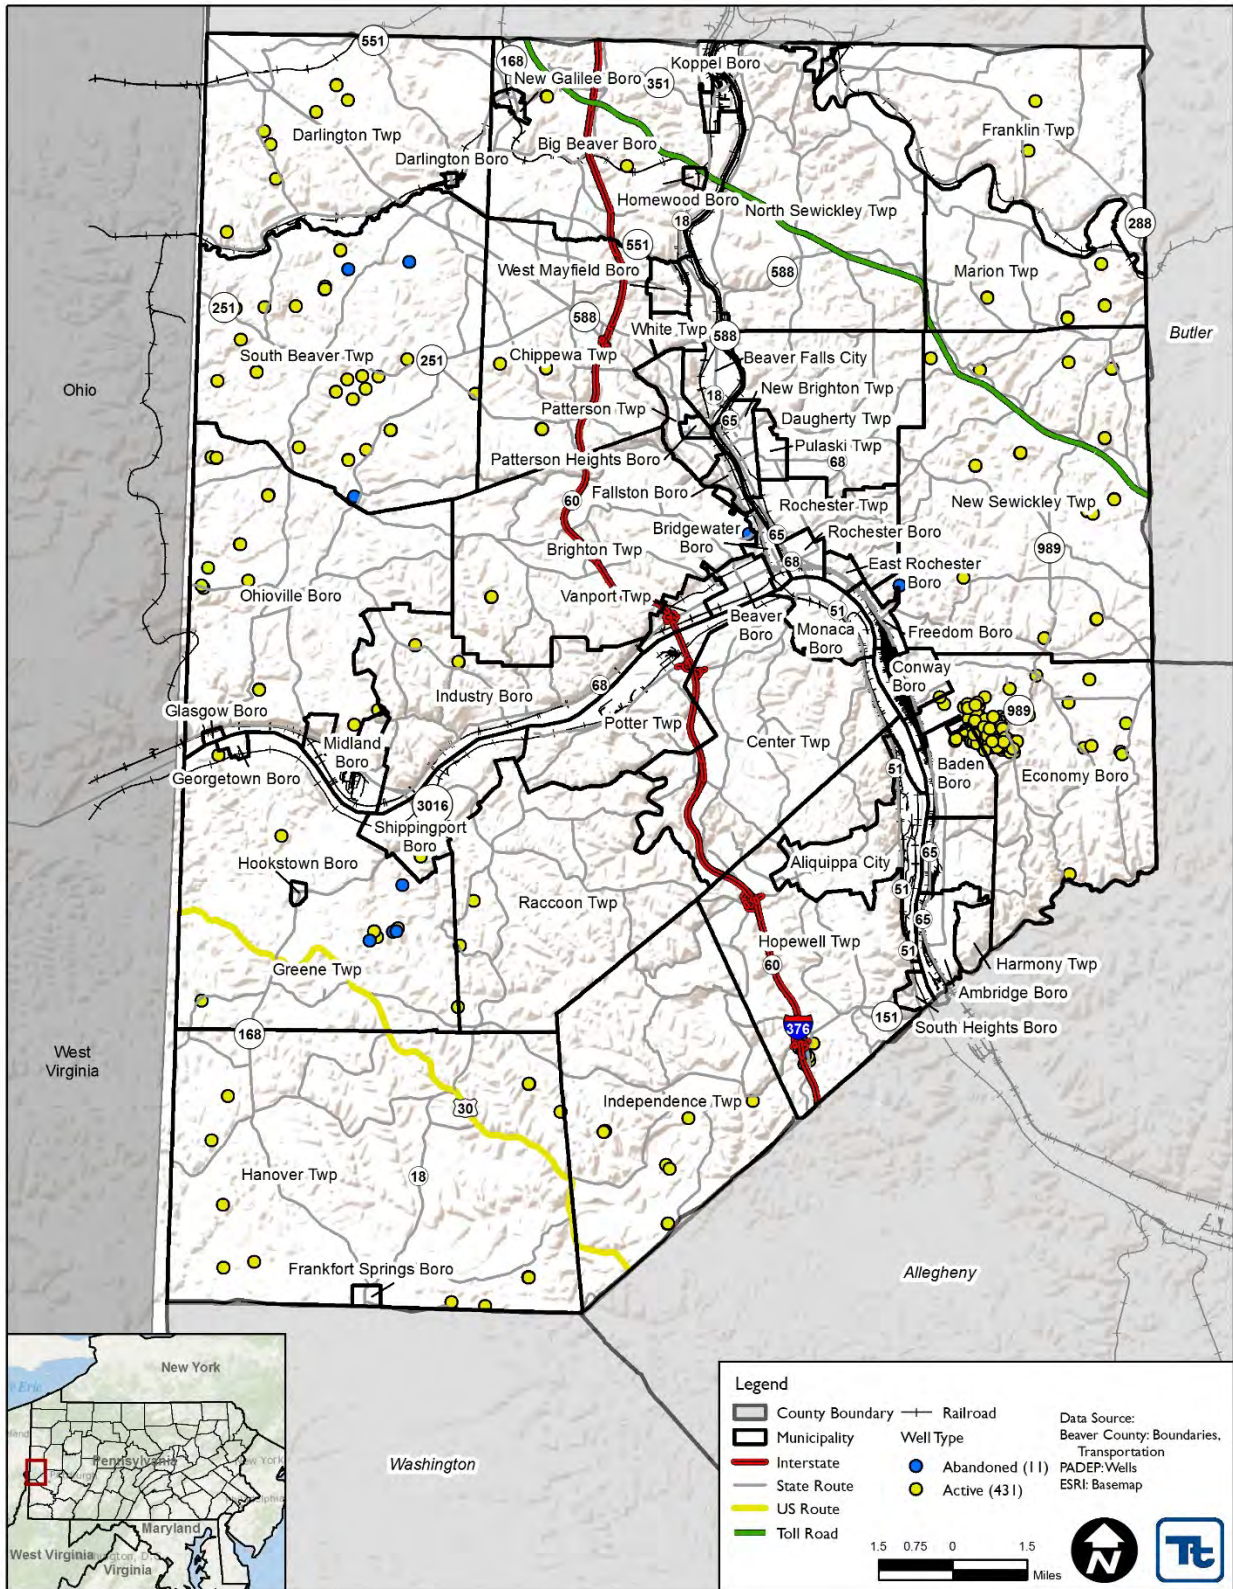 551
168
Koppel Boro
New Galilee Boro
351
Darlington Twp
Franklin Twp
Big Beaver Boro
Darlington Boro
Homewood Boro
North Sewickley Twp
18
288
551
West Mayfield Boro
588
Marion Twp
251
588
White Twp
588
Butler
South Beaver Twp
251
Chippewa Twp
Beaver Falls City
Ohio
New Brighton Twp
18
Patterson Twp
65
Daugherty Twp
Pulaski Twp
Patterson Heights Boro
68
Fallston Boro
60
Rochester Twp
New Sewickley Twp
Bridgewater
Boro
65
Rochester Boro
Brighton Twp
68
989
East Rochester
Boro
Ohioville Boro
Vanport Twp
51
Beaver
Boro
Monaca
Boro
Freedom Boro
Conway
Boro
Industry Boro
68
Glasgow Boro
Potter Twp
989
Midland
Boro
Center Twp
Georgetown Boro
51
Baden
Boro
Economy Boro
3016
Shippingport
Boro
Hookstown Boro
65
Aliquippa City
51
Raccoon Twp
65
Hopewell Twp
51
Greene Twp
60
Harmony Twp
Ambridge Boro
151
South Heights Boro
376
168
West
Virginia
30
Independence Twp
Hanover Twp
18
Frankfort Springs Boro
Allegheny
Washington
New York
Pennsylvania
Maryland
West Virginia
Virginia
Legend
County Boundary
Municipality
Interstate
State Route
US Route
Toll Road
Railroad
Well Type
Abandoned (11)
Active (431)
Data Source:
Beaver County: Boundaries,
Transportation
PADEP: Wells
ESRI: Basemap
1.5 0.75 0 1.5
Miles
N
Tt